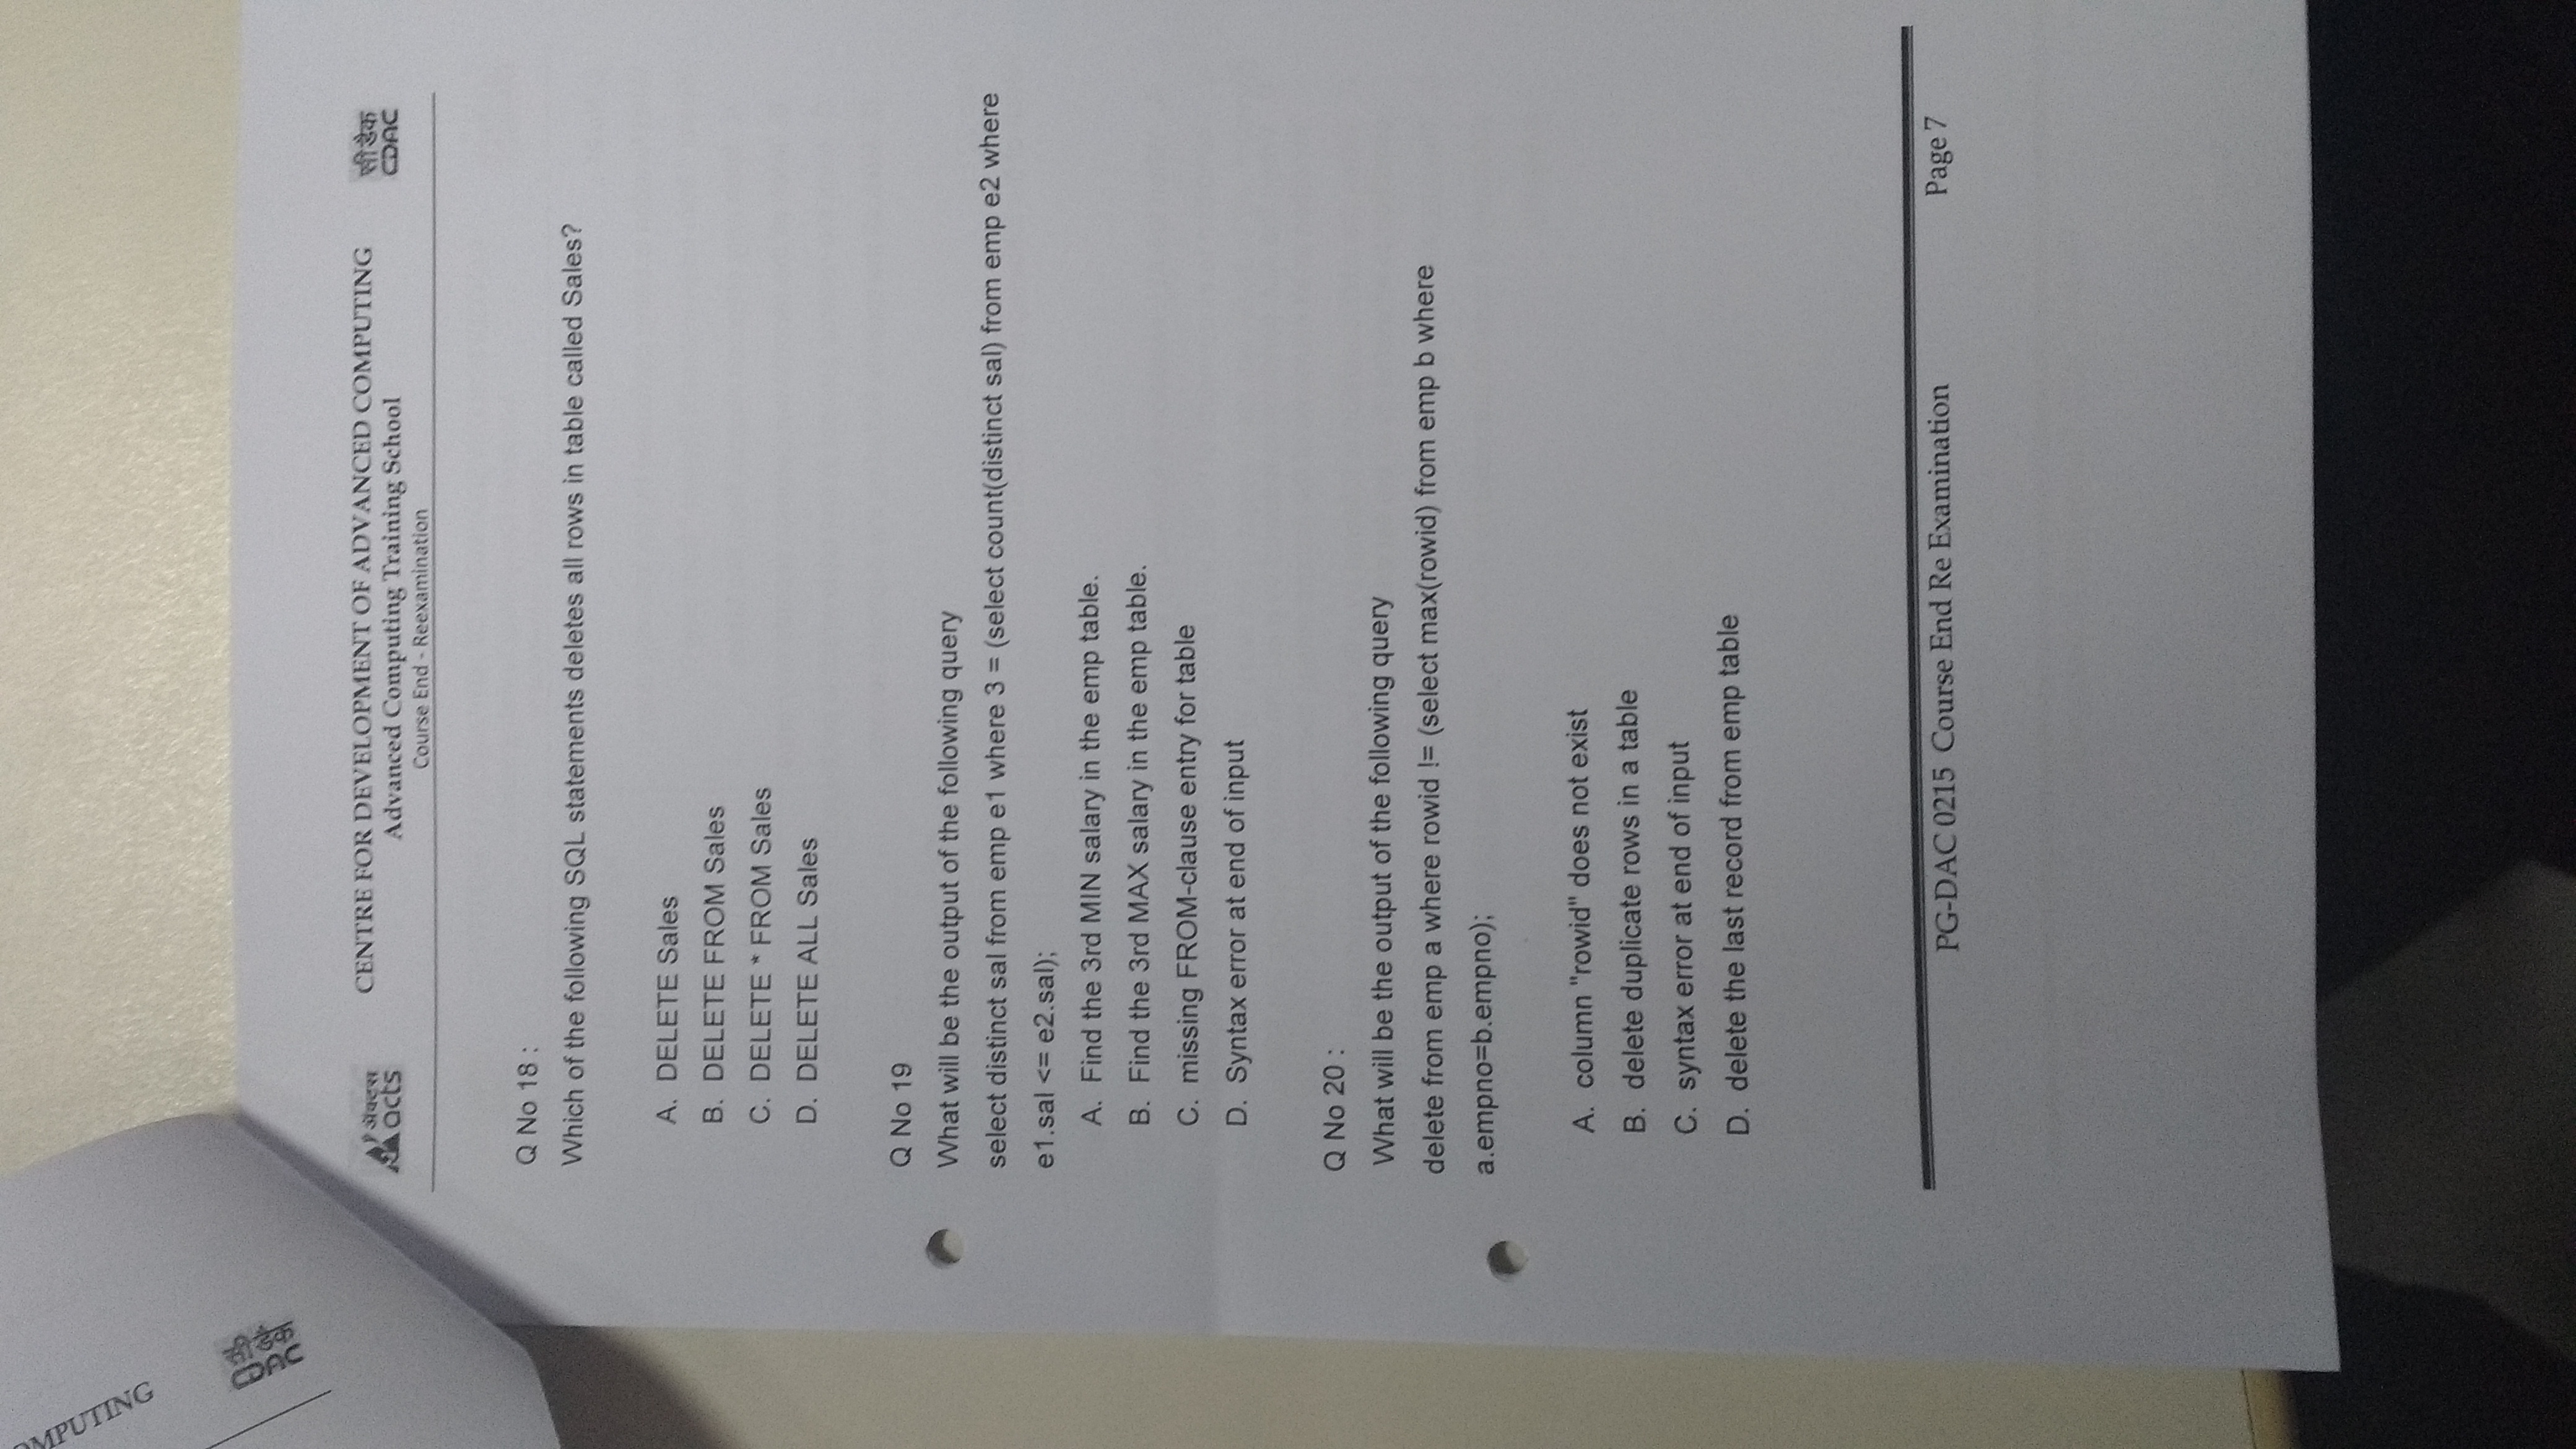 एॅक्टस
acts
CENTRE FOR DEVELOPMENT OF ADVANCED COMPUTING
Advanced Computing Training School
Course End - Reexamination
सी डैक
CDAC
Q No 18 :
Which of the following SQL statements deletes all rows in table called Sales?
A. DELETE Sales
B. DELETE FROM Sales
C. DELETE * FROM Sales
D. DELETE ALL Sales
Q No 19
What will be the output of the following query
select distinct sal from emp e1 where 3 = (select count(distinct sal) from emp e2 where
e1.sal <= e2.sal);
A. Find the 3rd MIN salary in the emp table.
B. Find the 3rd MAX salary in the emp table.
C. missing FROM-clause entry for table
D. Syntax error at end of input
Q No 20 :
What will be the output of the following query
delete from emp a where rowid != (select max(rowid) from emp b where
a.empno=b.empno);
A. column "rowid" does not exist
B. delete duplicate rows in a table
C. syntax error at end of input
D. delete the last record from emp table
PG-DAC 0215 Course End Re Examination Page 7
OMPUTING
सी डैक
CDAC